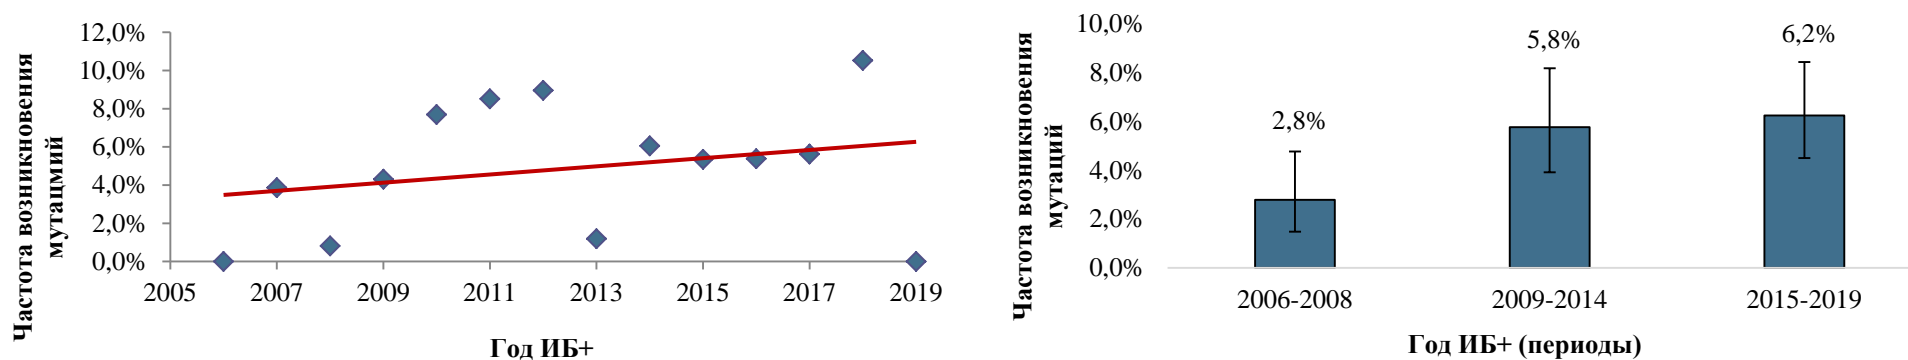 Частота возникновения
мутацмий
12,0%
10,0%
8,0%
6,0%
4,0%
2,0%
0,0%
2005 2007 2009 2011 2013 2015 2017 2019
Год ИБ+
Частота возникновения
мутаций
10,0%
8,0%
6,0%
4,0%
2,0%
0,0%
2,8%
5,8%
6,2%
2006-2008 2009-2014 2015-2019
Год ИБ+ (периоды)